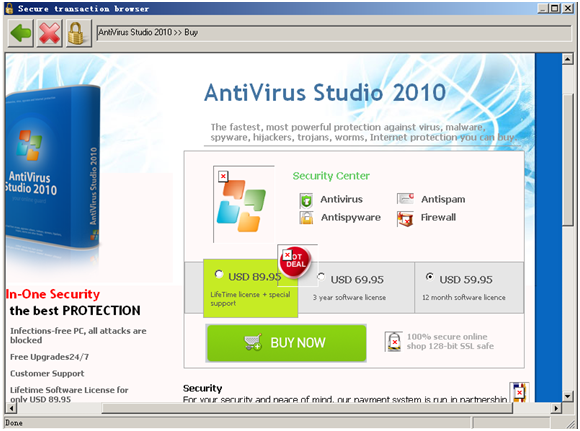 Secure transaction browser
AntiVirus Studio 2010 >> Buy
AntiVirus Studio 2010
The fastest, most powerful protection against virus, malware,
spyware, hijackers, trojans, worms, Internet protection you can buy.
Studio 2010
AntiVirus Studio 2010
Security Center
Antivirus
Antispam
Antispyware
Firewall
HOT
DEAL
USD 89.95
LifeTime license + special
support
USD 69.95
3 year software license
USD 59.95
12 month software licence
BUY NOW
100% secure online
shop 128-bit SSL safe
In-One Security
the best PROTECTION
Infections-free PC, all attacks are
blocked
Free Upgrades24/7
Customer Support
Lifetime Software License for
only USD 89.95
Security
For your security and peace of mind, our payment system is run in partnership
Done